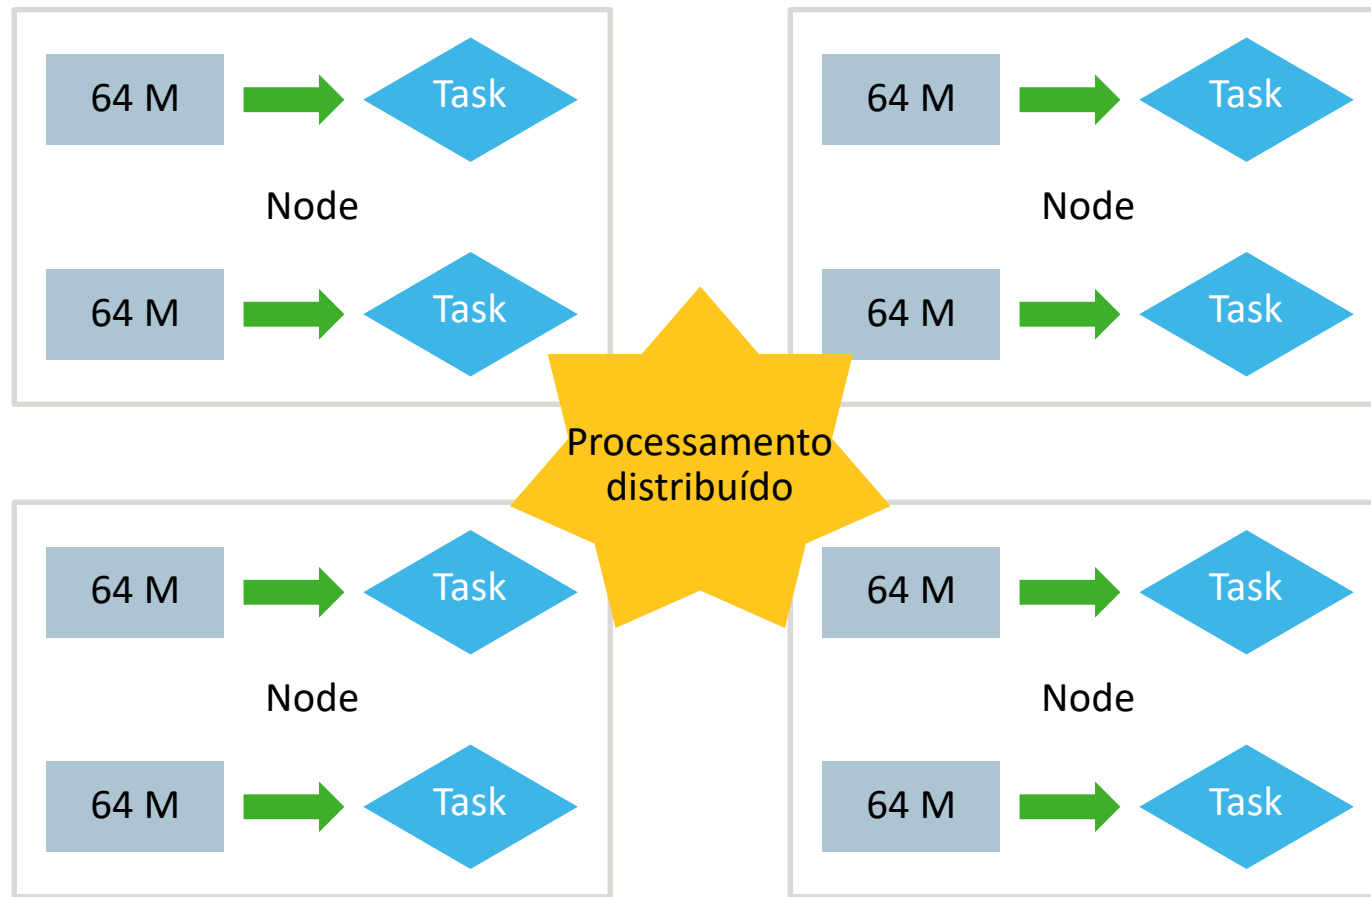 64 M
Task
64 M
Task
Node
Node
64 M
Task
64 M
Task
Processamento
distribuído
64 M
Task
64 M
Task
Node
Node
64 M
Task
64 M
Task